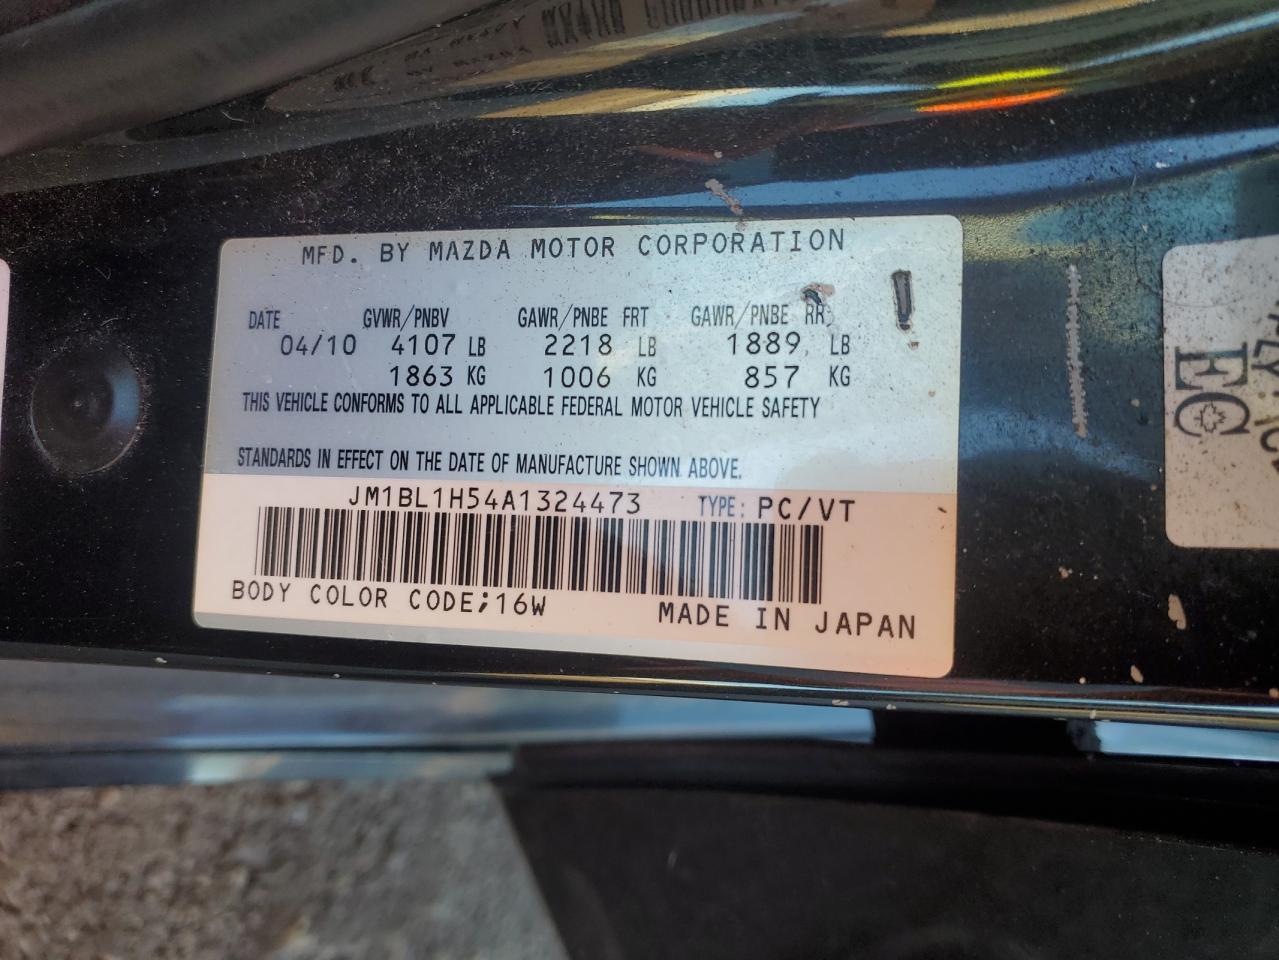 MFD. BY MAZDA MOTOR CORPORATION
DATE GVWR/PNBV GAWR/PNBE FRT GAWR/PNBE RR
04/10 4107 LB 2218 LB 1889 LB
1863 KG 1006 KG 857 KG
THIS VEHICLE CONFORMS TO ALL APPLICABLE FEDERAL MOTOR VEHICLE SAFETY
STANDARDS IN EFFECT ON THE DATE OF MANUFACTURE SHOWN ABOVE.
JM1BL1H54A1324473 TYPE: PC/VT
BODY COLOR CODE;16W MADE IN JAPAN
EC